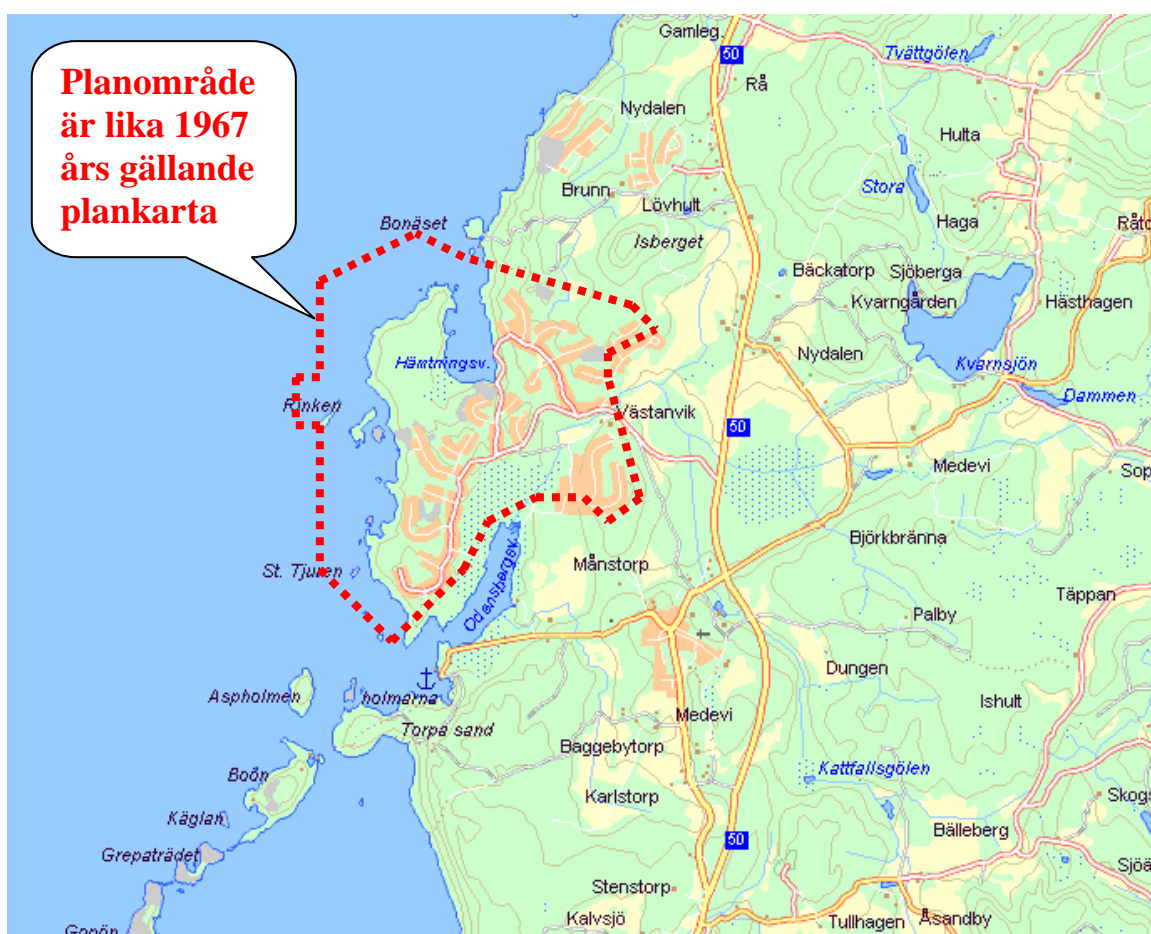 Planområde
är lika 1967
års gällande
plankarta
Gamleg.
50
Tvättgölen
Rå
Nydalen
Hulta
Stora
Brunn
Lövhult
Haga
Bonäset
Isberget
Bäckatorp
Sjöberga
Kvarngården
Hästhagen
Hämtningsv.
Nydalen
Kvarnsjön
Dammen
Rinken
Västanvik
50
Medevi
Björkbränna
St. Tjuren
Månstorp
Odensbergsv.
Täppan
Palby
Dungen
Aspholmen
holmarna
Ishult
Torpa sand
Medevi
Baggebytorp
Boön
Kattfallsgölen
Karlstorp
Skogs
Käglan
Bälleberg
50
Grepaträdet
Stenstorp
Kalvsjö
Tullhagen
Åsandby